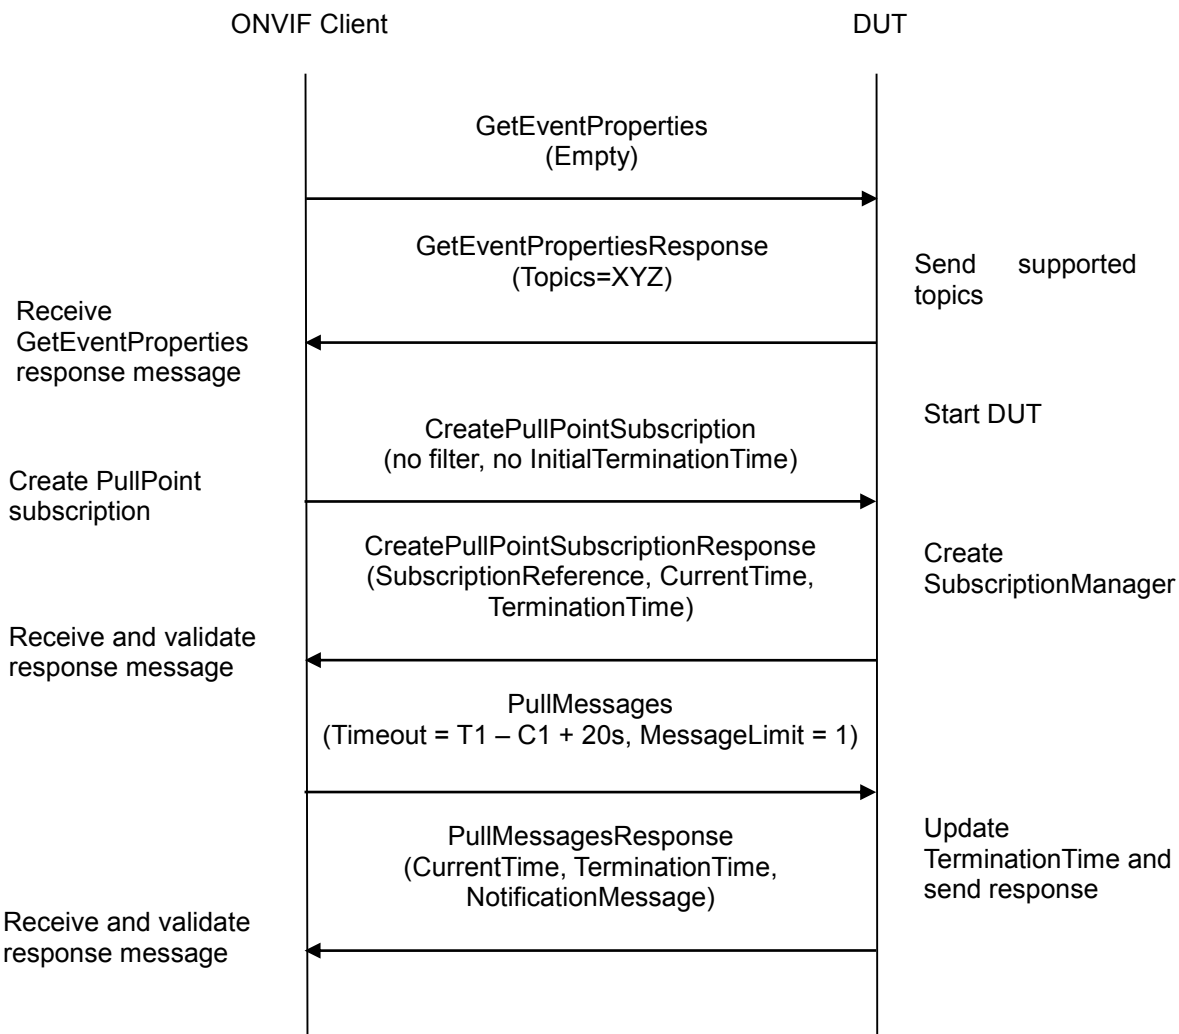 ONVIF Client
DUT
GetEventProperties
(Empty)
GetEventPropertiesResponse
(Topics=XYZ)
Send supported
topics
Receive
GetEventProperties
response message
Start DUT
CreatePullPointSubscription
(no filter, no InitialTerminationTime)
Create PullPoint
subscription
CreatePullPointSubscriptionResponse
(SubscriptionReference, CurrentTime,
TerminationTime)
Create
SubscriptionManager
Receive and validate
response message
PullMessages
(Timeout = T1 – C1 + 20s, MessageLimit = 1)
PullMessagesResponse
(CurrentTime, TerminationTime,
NotificationMessage)
Update
TerminationTime and
send response
Receive and validate
response message